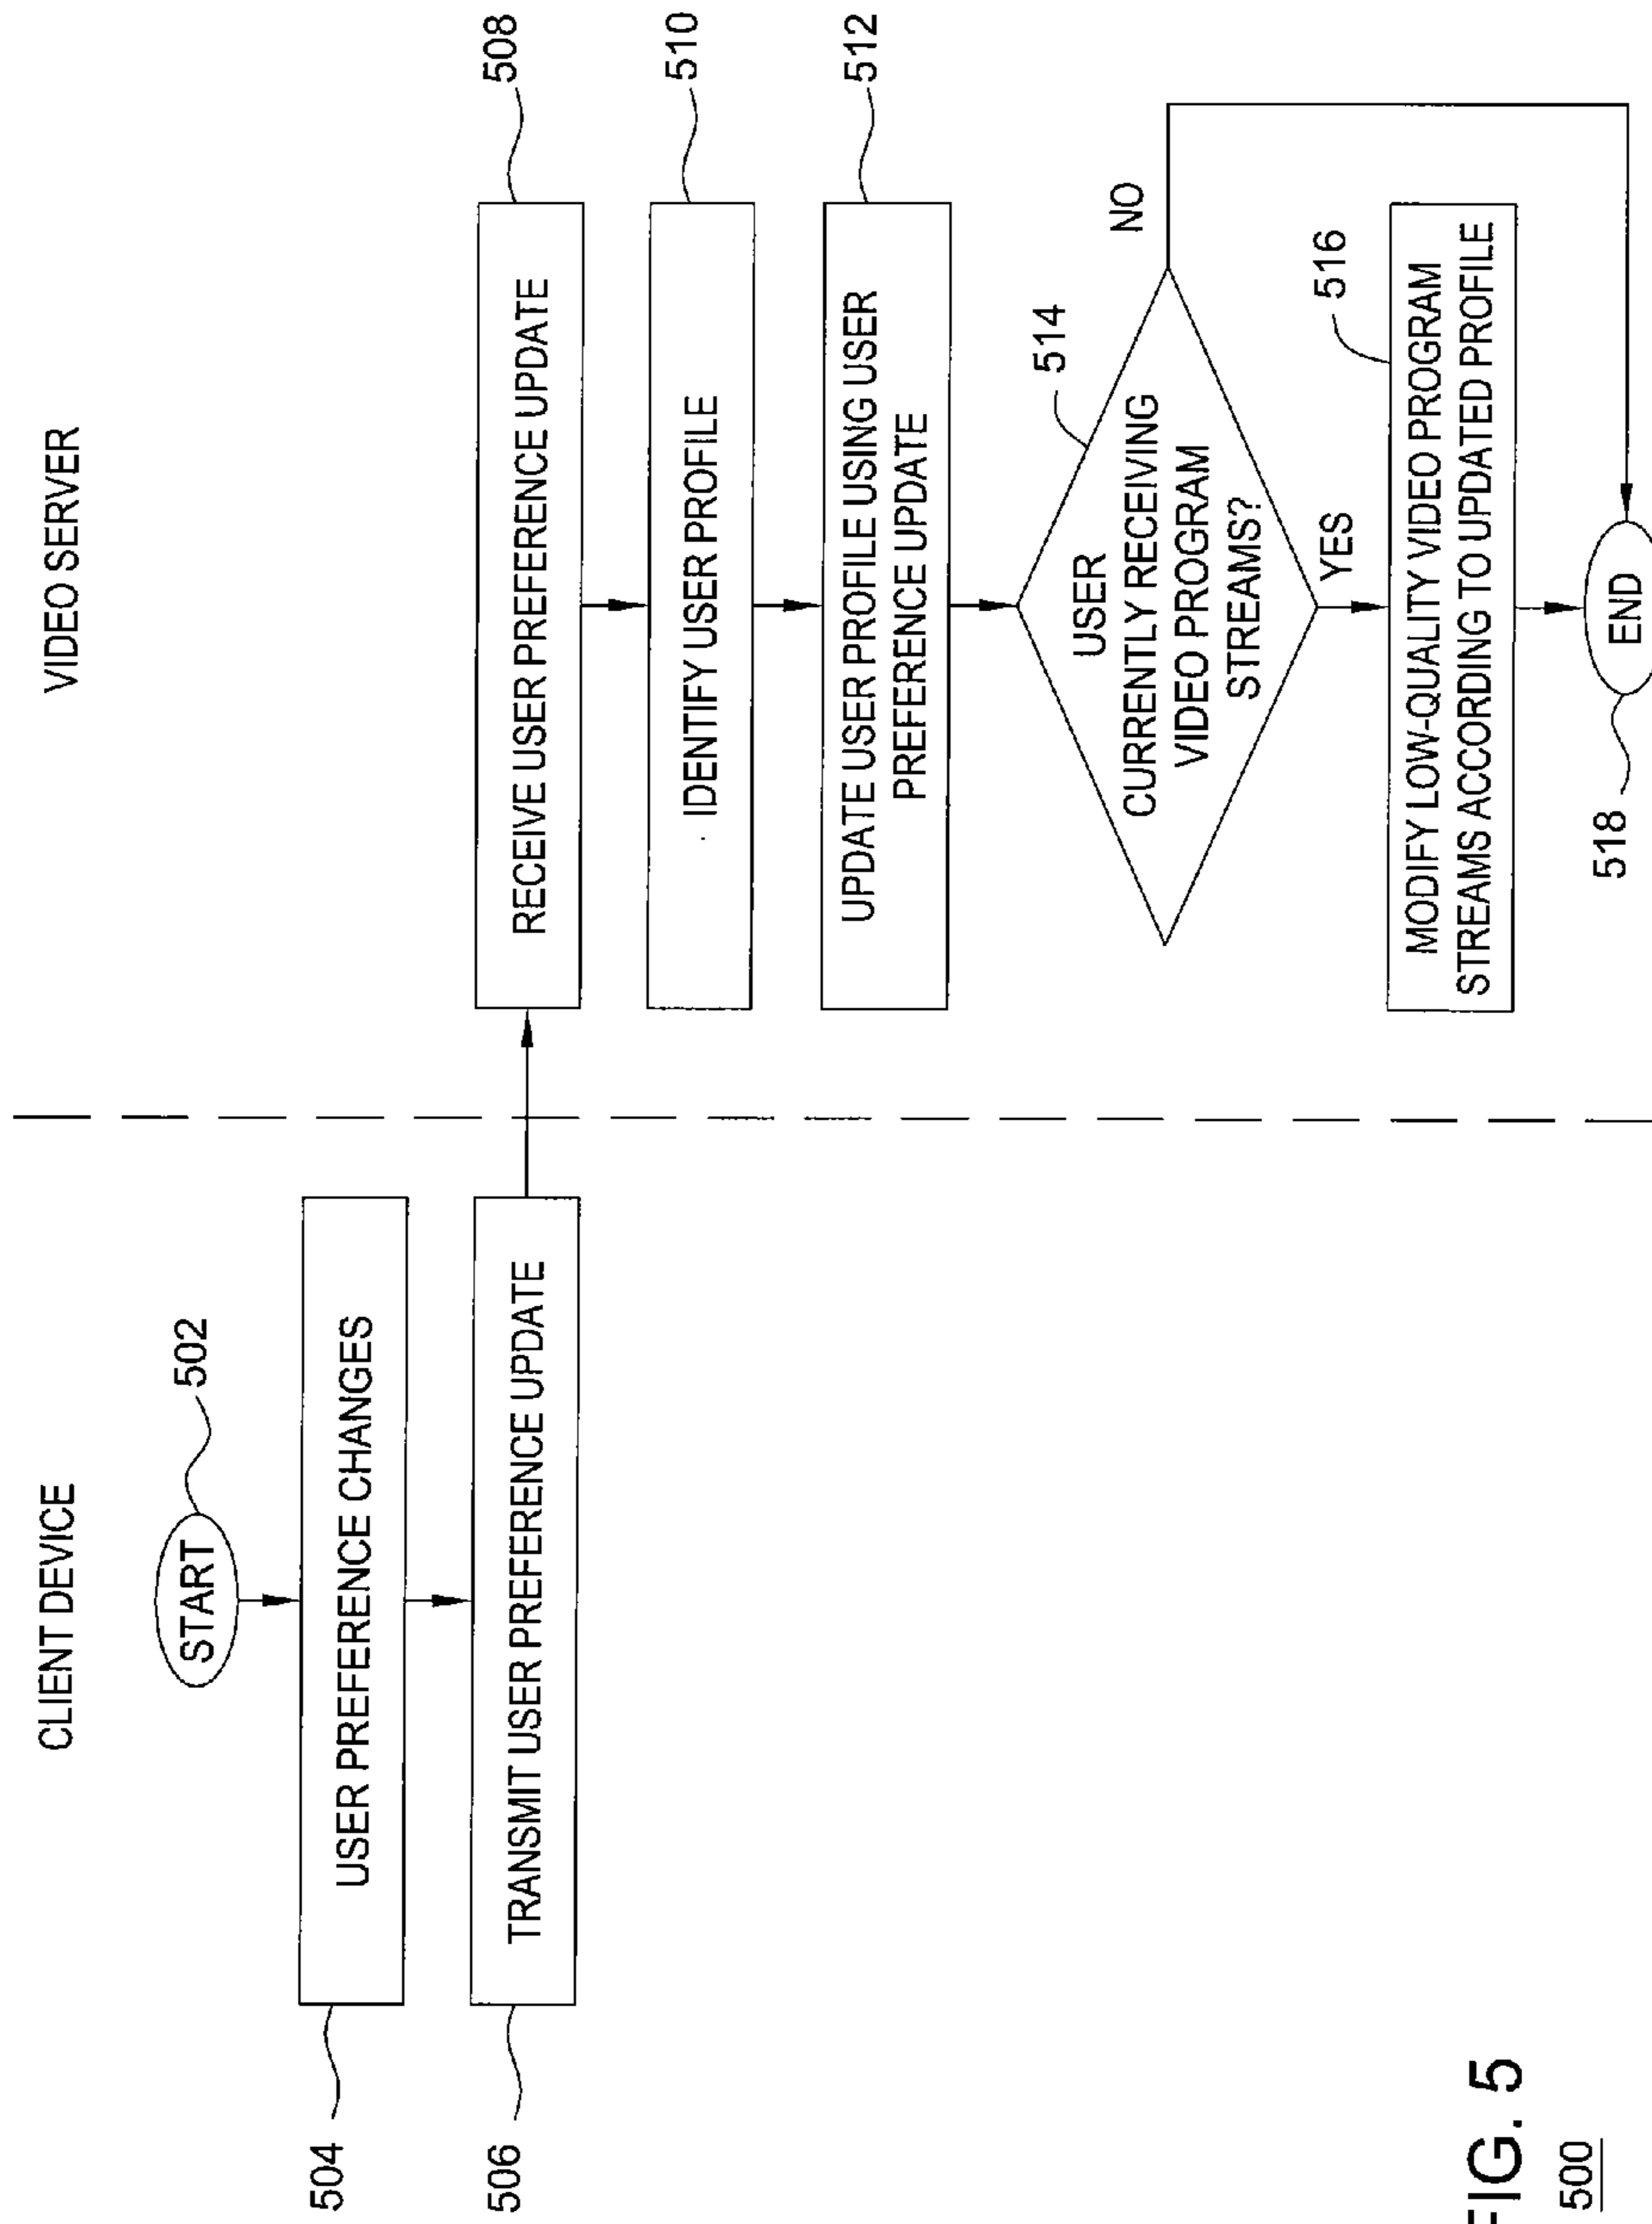 CLIENT DEVICE
VIDEO SERVER
START
502
USER PREFERENCE CHANGES
504
TRANSMIT USER PREFERENCE UPDATE
506
RECEIVE USER PREFERENCE UPDATE
508
IDENTIFY USER PROFILE
510
UPDATE USER PROFILE USING USER
PREFERENCE UPDATE
512
USER
CURRENTLY RECEIVING
VIDEO PROGRAM
STREAMS?
514
NO
YES
MODIFY LOW-QUALITY VIDEO PROGRAM
STREAMS ACCORDING TO UPDATED PROFILE
516
END
518
FIG. 5
500